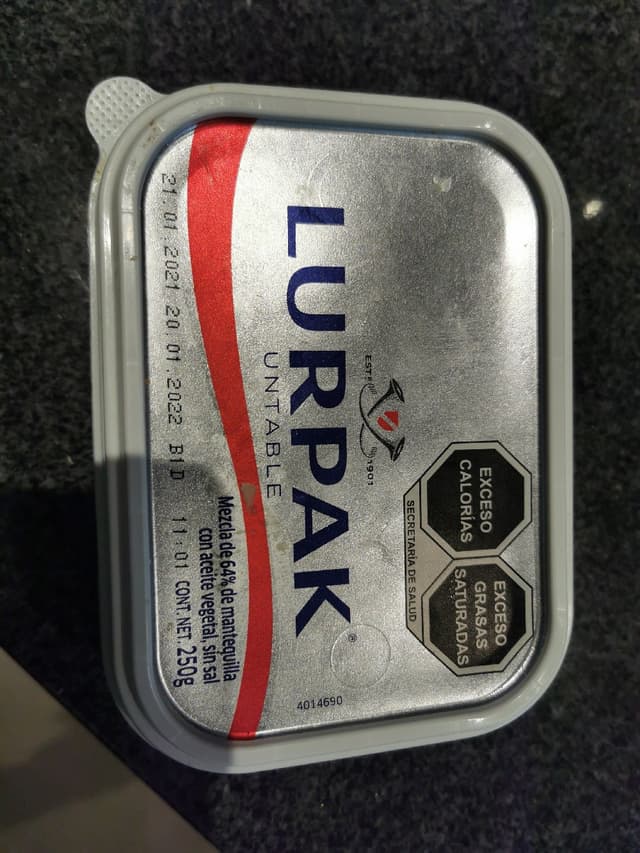 EXCESO
CALORÍAS
EXCESO
GRASAS
SATURADAS
SECRETARÍA DE SALUD
ESTD 1901
LURPAK®
UNTABLE
4014690
Mezcla de 64% de mantequilla
con aceite vegetal, sin sal
CONT. NET. 250g
21.01.2021 20.01.2022 B1D 11:01